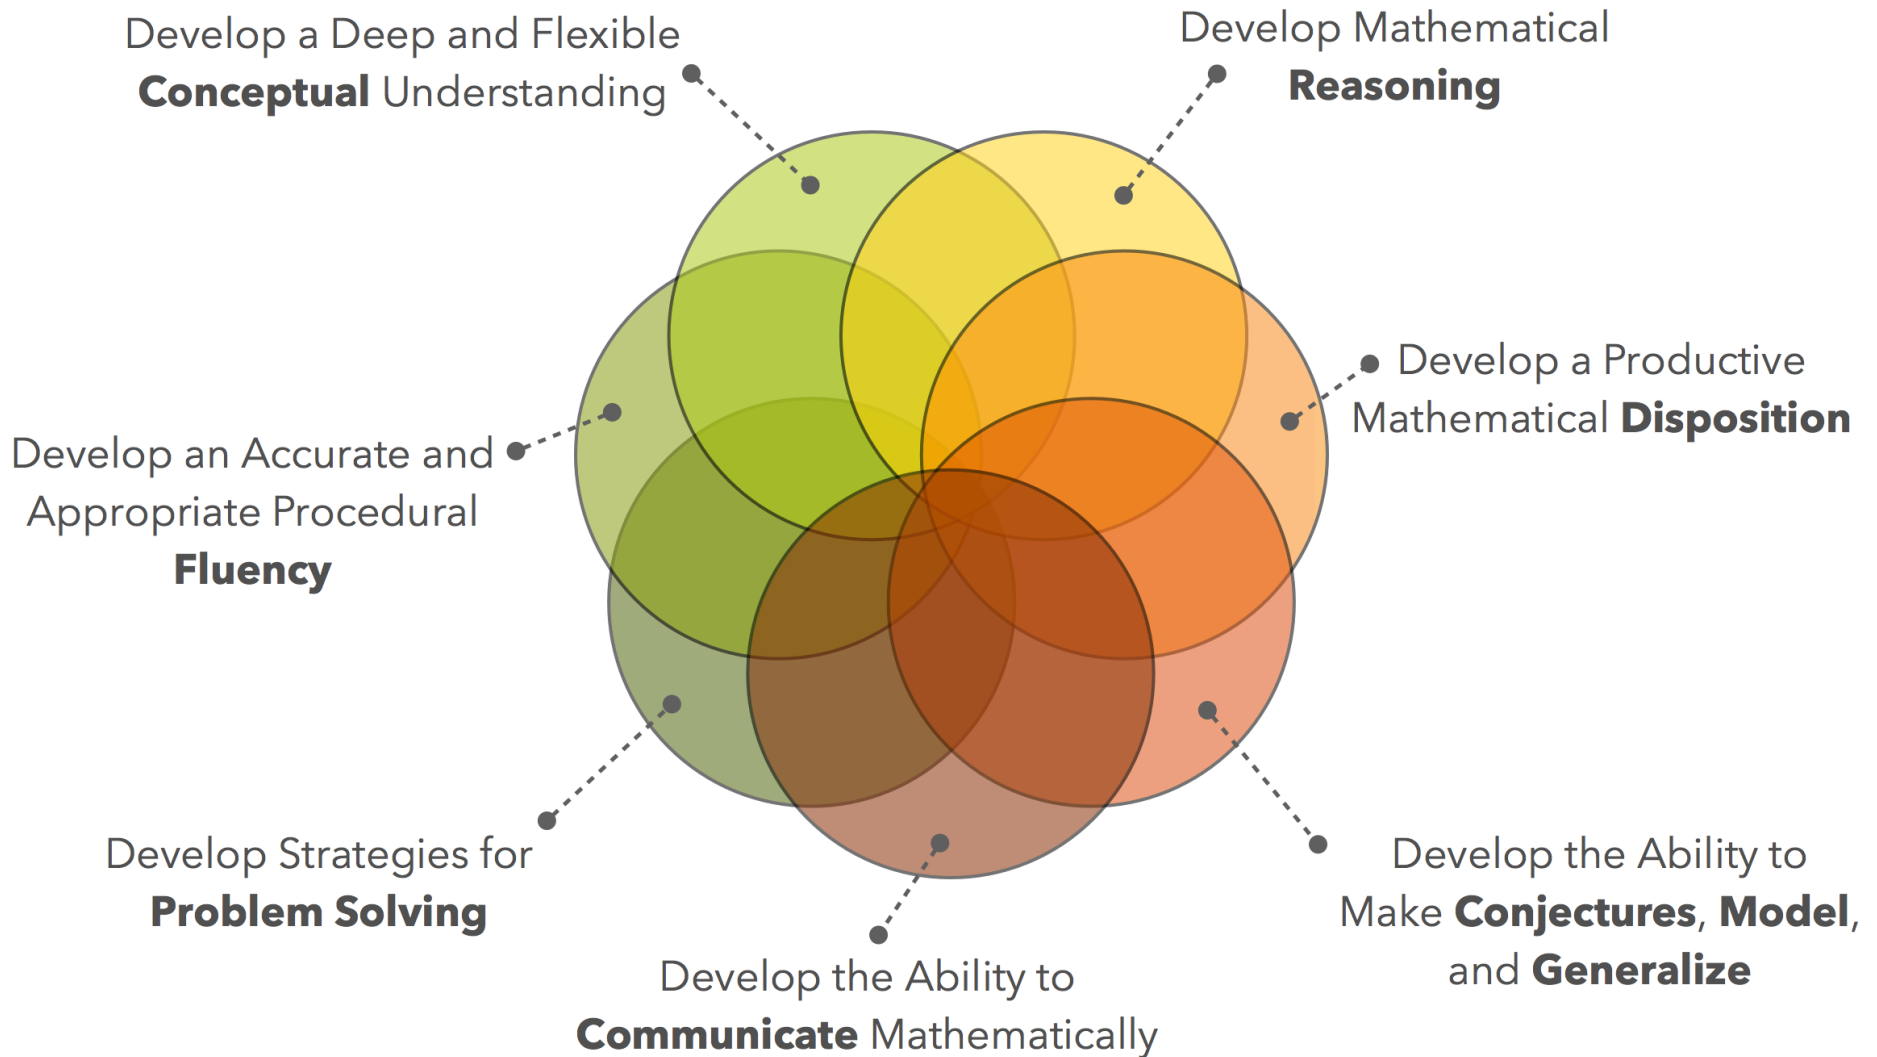 Develop a Deep and Flexible
Conceptual Understanding
Develop Mathematical
Reasoning
Develop a Productive
Mathematical Disposition
Develop an Accurate and
Appropriate Procedural
Fluency
Develop Strategies for
Problem Solving
Develop the Ability to
Make Conjectures, Model,
and Generalize
Develop the Ability to
Communicate Mathematically